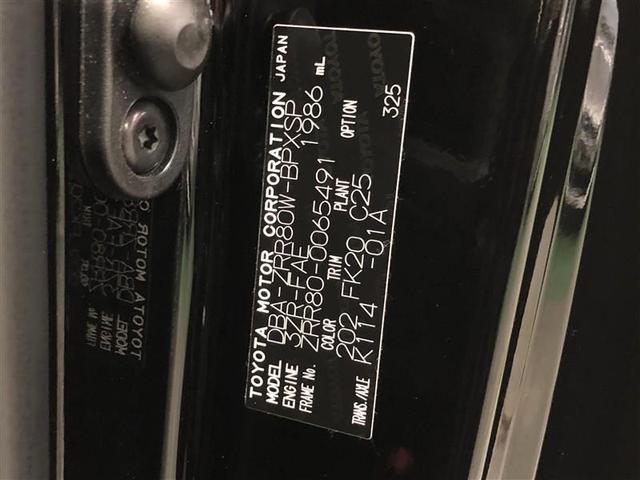 TOYOTA MOTOR CORPORATION JAPAN
MODEL DBA-ZRR80W-BPXSP
ENGINE 3ZR-FAE 1986 mL
FRAME No. ZRR80-0065491
COLOR TRIM PLANT OPTION
202 FK20 C25 325
TRANS./AXLE K114 -01A